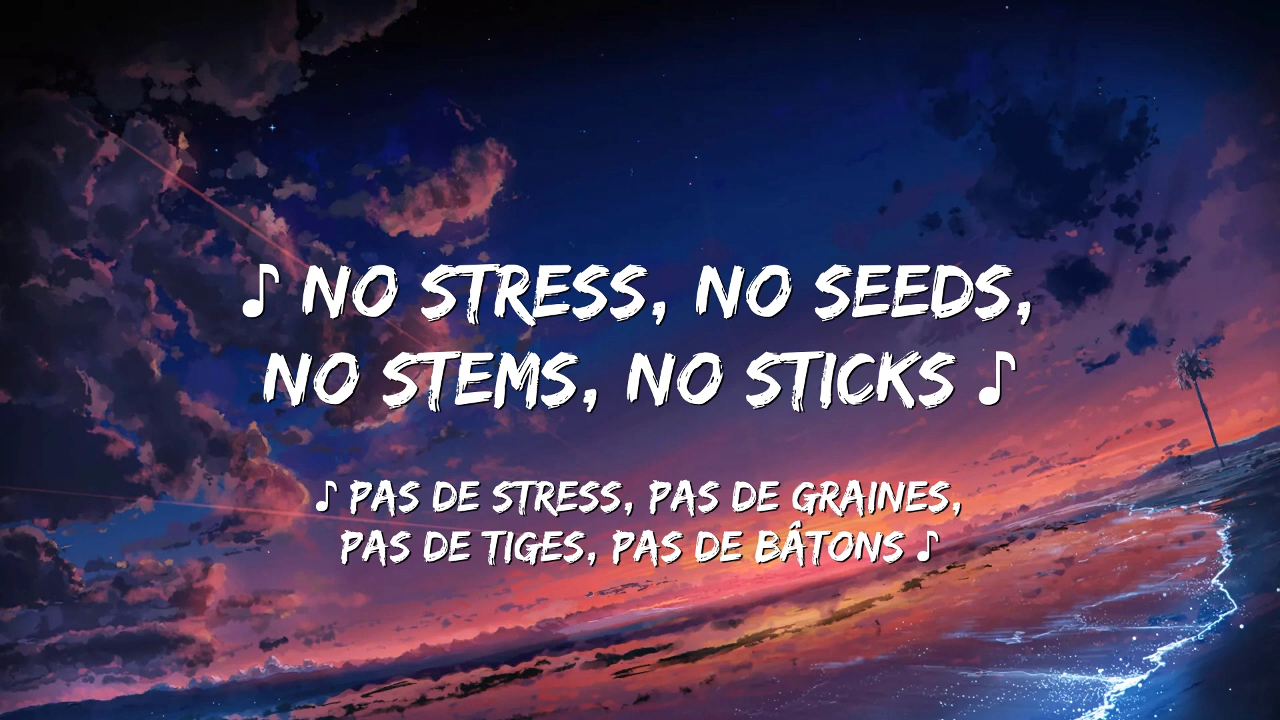 ♪ NO STRESS, NO SEEDS,
NO STEMS, NO STICKS ♪
♪ PAS DE STRESS, PAS DE GRAINES,
PAS DE TIGES, PAS DE BÂTONS ♪